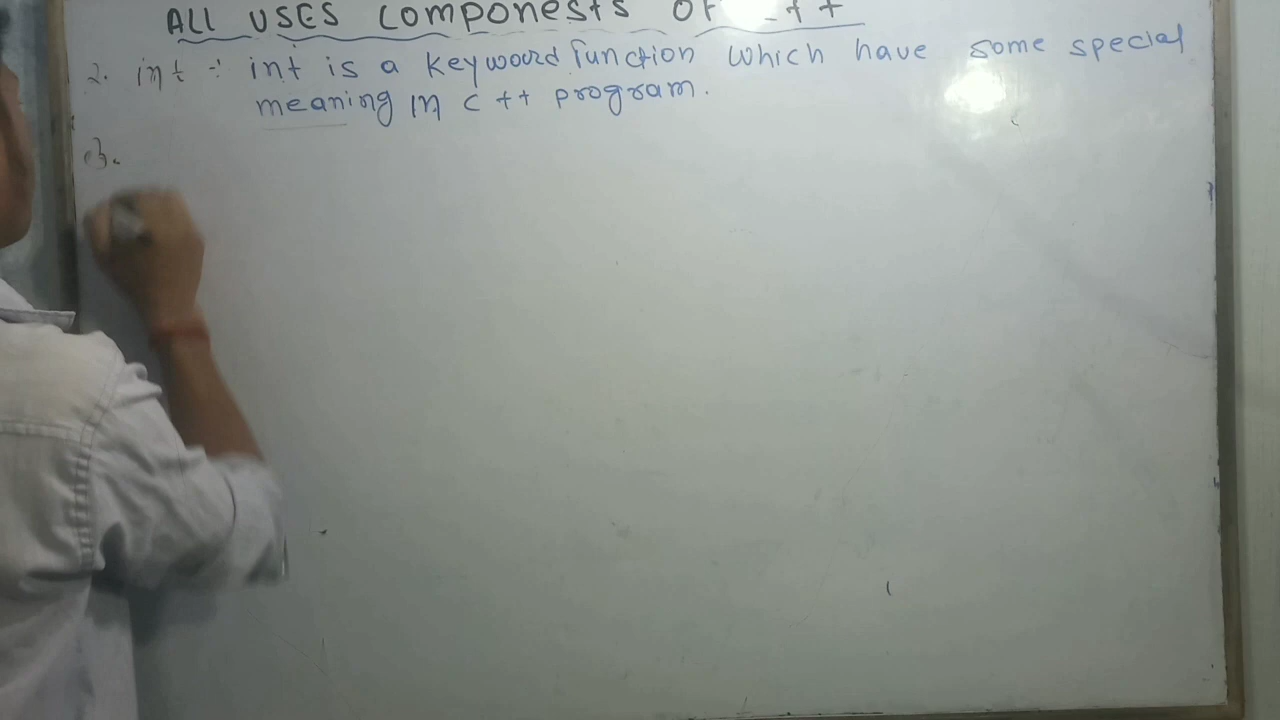 ALL USES COMPONESTS OF C++
2. int :- int is a keywoord function which have some special
meaning in c ++ program.
3.